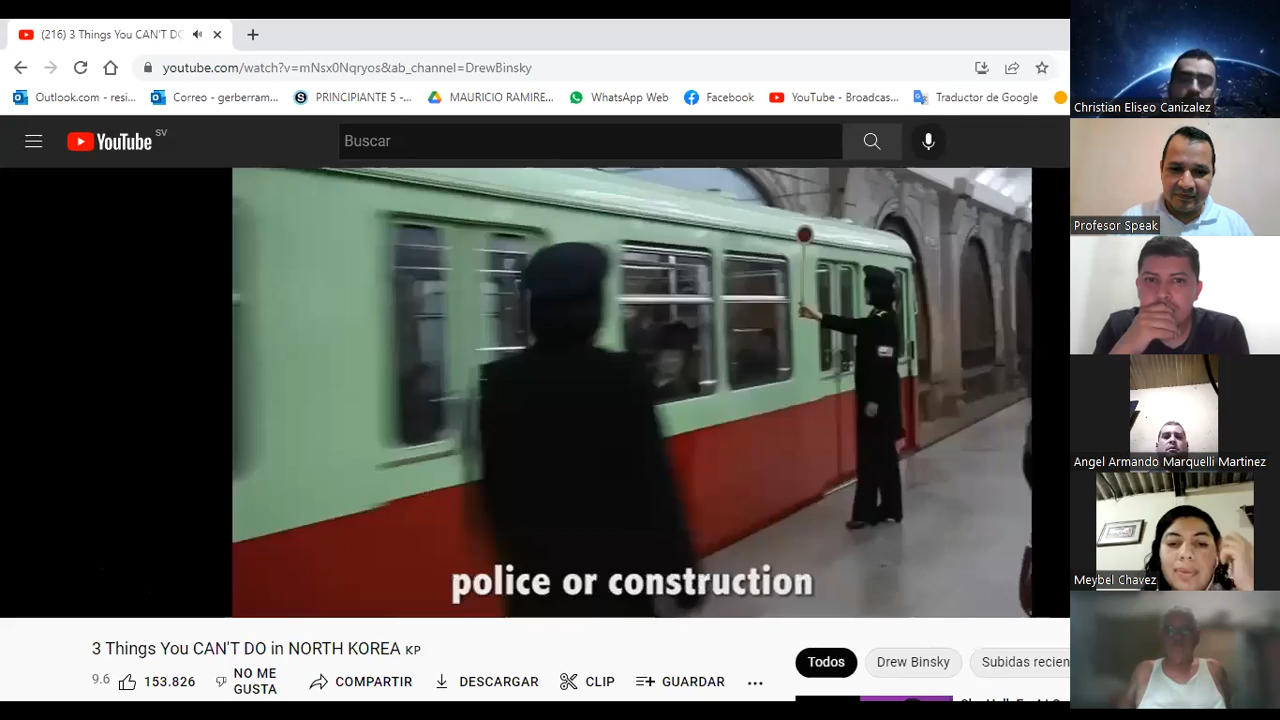 (216) 3 Things You CAN'T DO
youtube.com/watch?v=mNsx0Nqryos&ab_channel=DrewBinsky
Outlook.com - resi...
Correo - gerberram...
PRINCIPIANTE 5 -...
MAURICIO RAMIRE...
WhatsApp Web
Facebook
YouTube - Broadcas...
Traductor de Google
YouTube SV
Buscar
police or construction
3 Things You CAN'T DO in NORTH KOREA KP
153.826
NO ME GUSTA
COMPARTIR
DESCARGAR
CLIP
GUARDAR
Todos
Drew Binsky
Subidas recien
Christian Eliseo Canizalez
Profesor Speak
Angel Armando Marquelli Martinez
Meybel Chavez